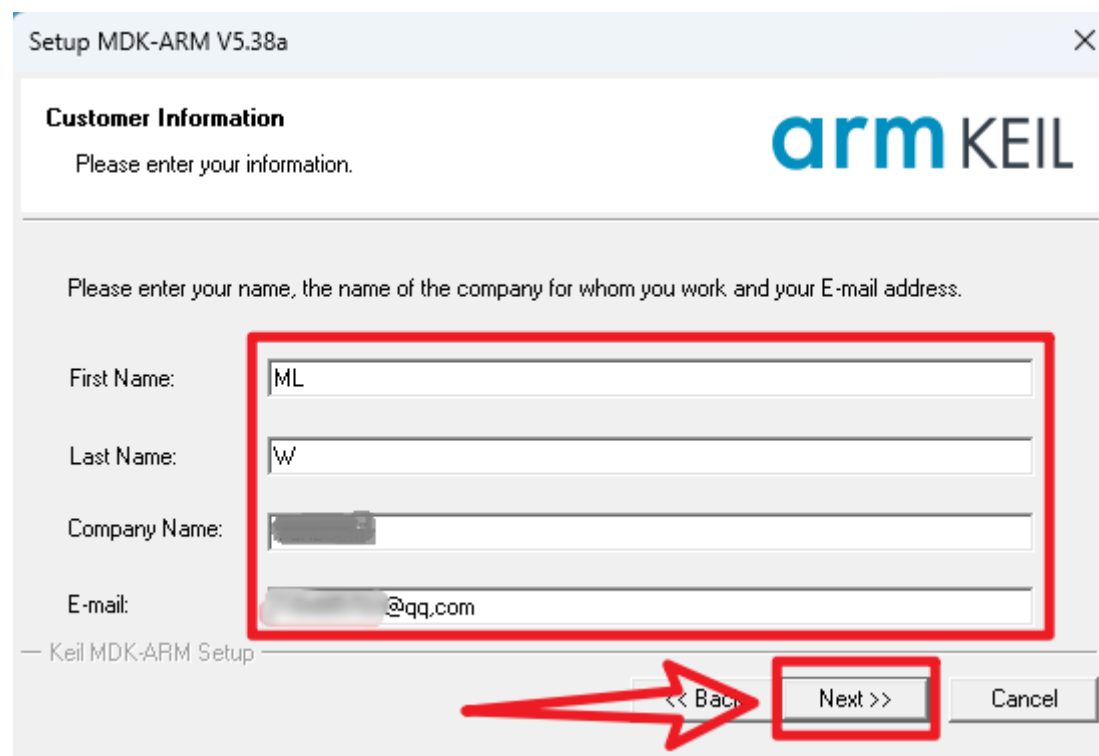 Setup MDK-ARM V5.38a
Customer Information
arm KEIL
Please enter your information.
Please enter your name, the name of the company for whom you work and your E-mail address.
First Name: ML
Last Name: W
Company Name:
E-mail: @qq,com
Keil MDK-ARM Setup
<< Back Next >> Cancel